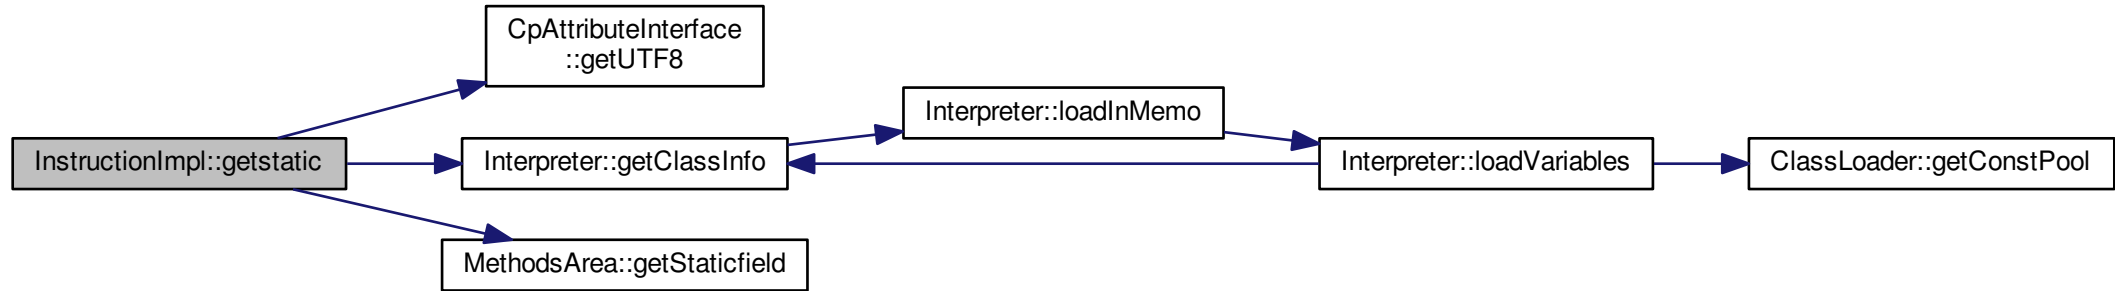 CpAttributeInterface
::getUTF8
Interpreter::loadInMemo
InstructionImpl::getstatic
Interpreter::getClassInfo
Interpreter::loadVariables
ClassLoader::getConstPool
MethodsArea::getStaticfield